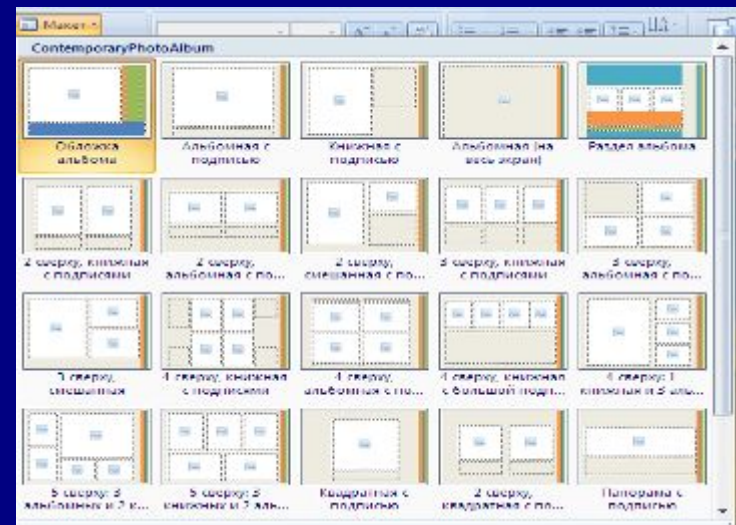 Макет
ContemporaryPhotoAlbum
Обложка альбома
Альбомная с подписью
Книжная с подписью
Альбомная (на весь экран)
Раздел альбома
2 сверху, книжная с подписями
2 сверху, альбомная с по...
2 сверху, смешанная с по...
3 сверху, книжная с подписями
3 сверху, альбомная с по...
3 сверху, смешанная
4 сверху, книжная с подписями
4 сверху, альбомная с по...
4 сверху, книжная с большой подп...
4 сверху: 1 книжная и 3 аль...
5 сверху: 3 альбомных и 2 к...
5 сверху: 3 книжных и 2 аль...
Квадратная с подписью
2 сверху, квадратная с по...
Панорама с подписью